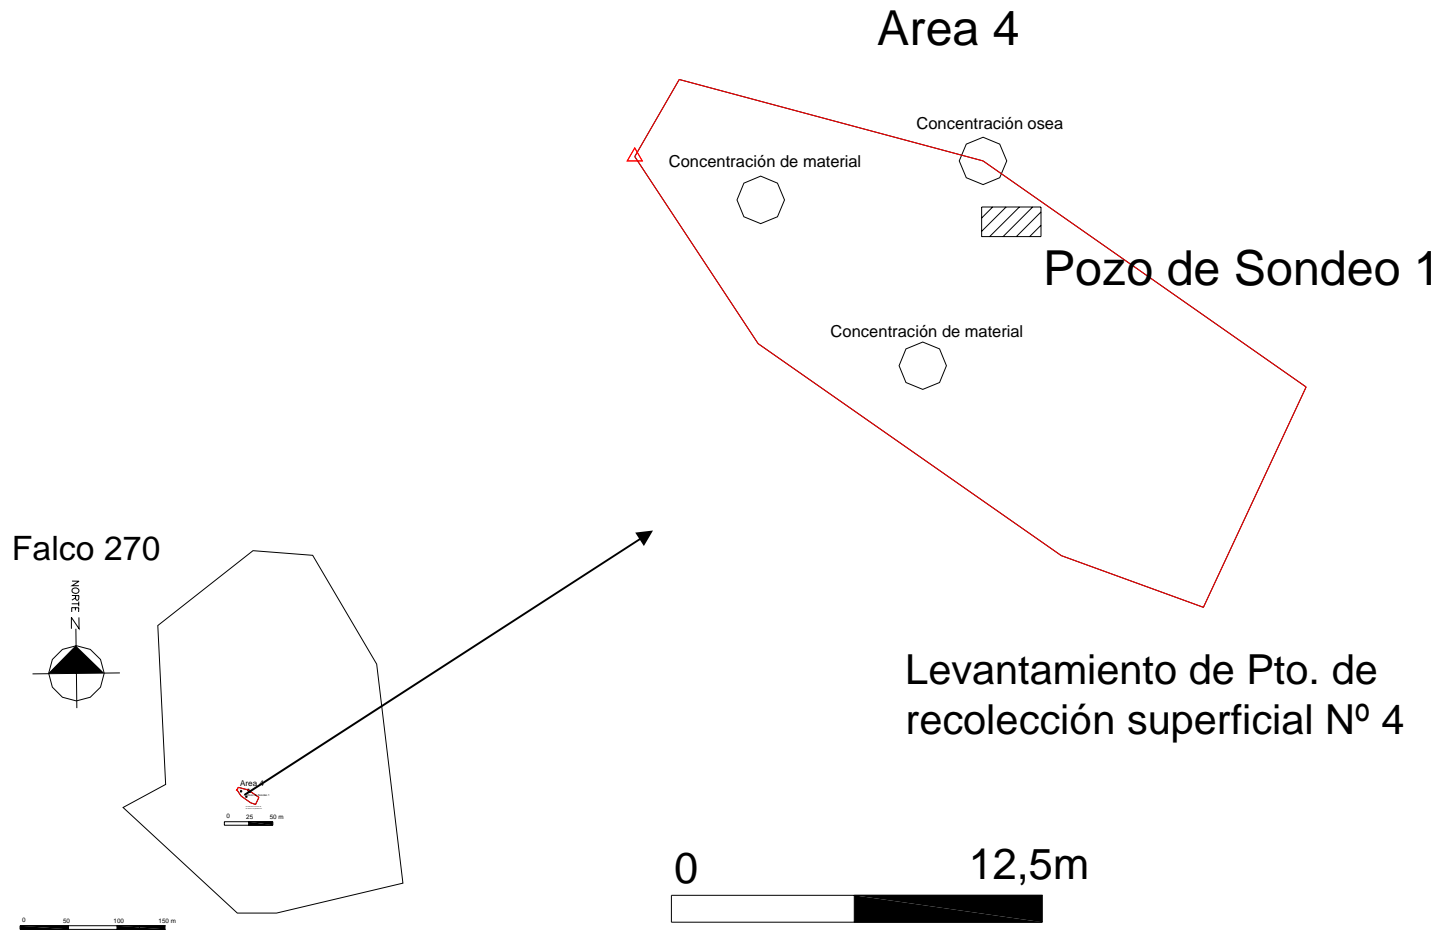 Area 4
Concentración osea
Concentración de material
Pozo de Sondeo 1
Concentración de material
Falco 270
NORTE
N
Levantamiento de Pto. de
recolección superficial Nº 4
Area 4
0 25 50 m
0 12,5m
0 50 100 150 m